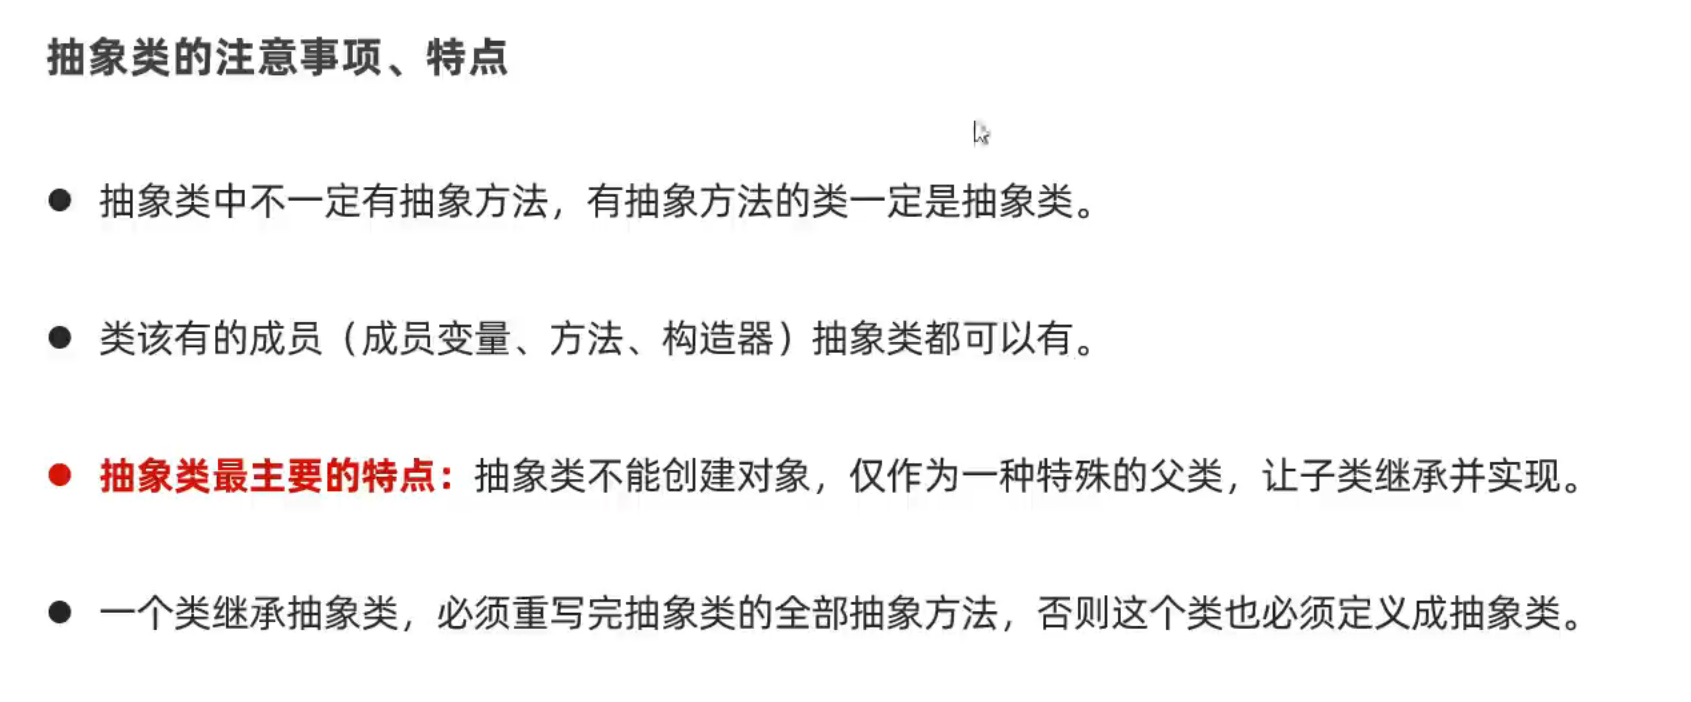 抽象类的注意事项、特点
● 抽象类中不一定有抽象方法，有抽象方法的类一定是抽象类。
● 类该有的成员（成员变量、方法、构造器）抽象类都可以有。
● 抽象类最主要的特点：抽象类不能创建对象，仅作为一种特殊的父类，让子类继承并实现。
● 一个类继承抽象类，必须重写完抽象类的全部抽象方法，否则这个类也必须定义成抽象类。